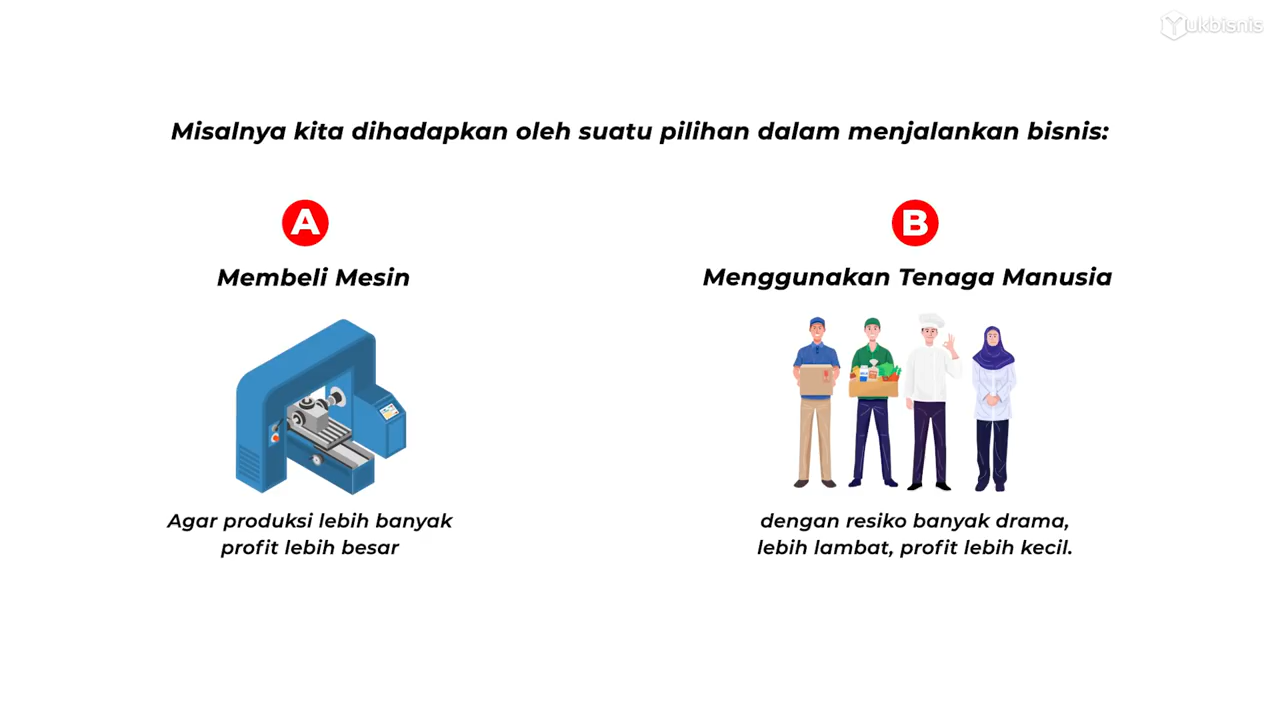 Yukbisnis
Misalnya kita dihadapkan oleh suatu pilihan dalam menjalankan bisnis:
A
Membeli Mesin
Agar produksi lebih banyak
profit lebih besar
B
Menggunakan Tenaga Manusia
dengan resiko banyak drama,
lebih lambat, profit lebih kecil.